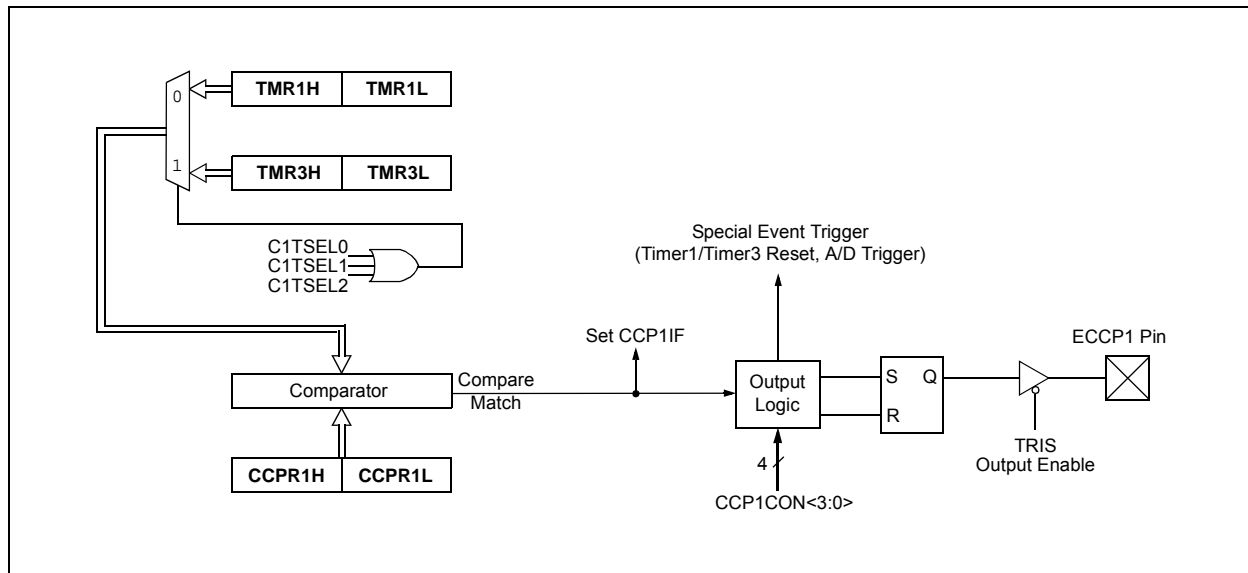 0
TMR1H TMR1L
1
TMR3H TMR3L
C1TSEL0
C1TSEL1
C1TSEL2
Special Event Trigger
(Timer1/Timer3 Reset, A/D Trigger)
Set CCP1IF
ECCP1 Pin
Comparator
Compare
Match
Output
Logic
S Q
R
TRIS
Output Enable
4
CCPR1H CCPR1L
CCP1CON<3:0>